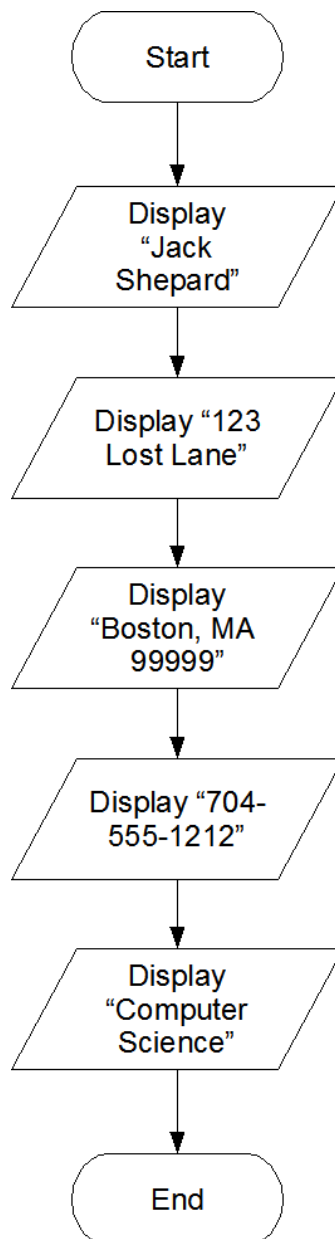 Start
Display
“Jack
Shepard”
Display “123
Lost Lane”
Display
“Boston, MA
99999”
Display “704-
555-1212”
Display
“Computer
Science”
End